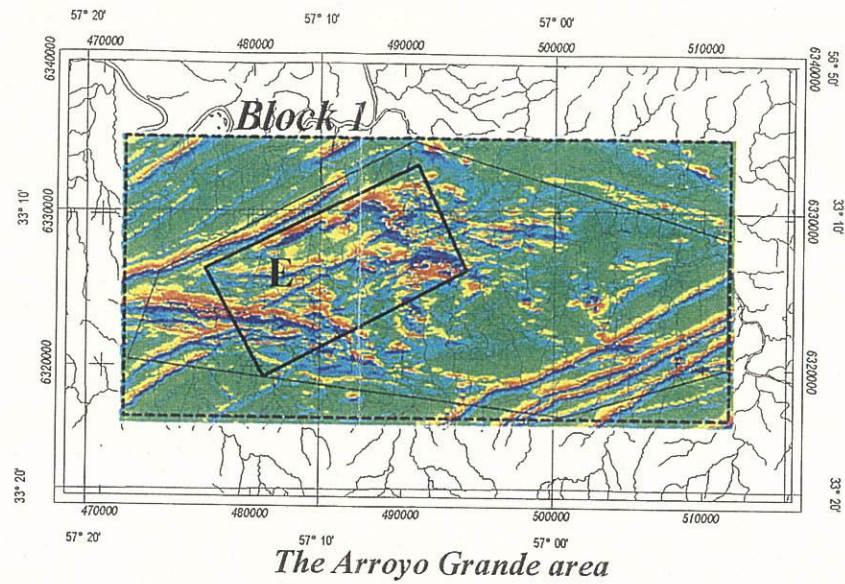 57° 20' 57° 10' 57° 00'
470000 480000 490000 500000 510000
6340000 6340000 56° 50'
Block 1
33° 10' 6330000 6330000 33° 10'
E
6320000 6320000
33° 20' 33° 20'
470000 480000 490000 500000 510000
57° 20' 57° 10' 57° 00'
The Arroyo Grande area